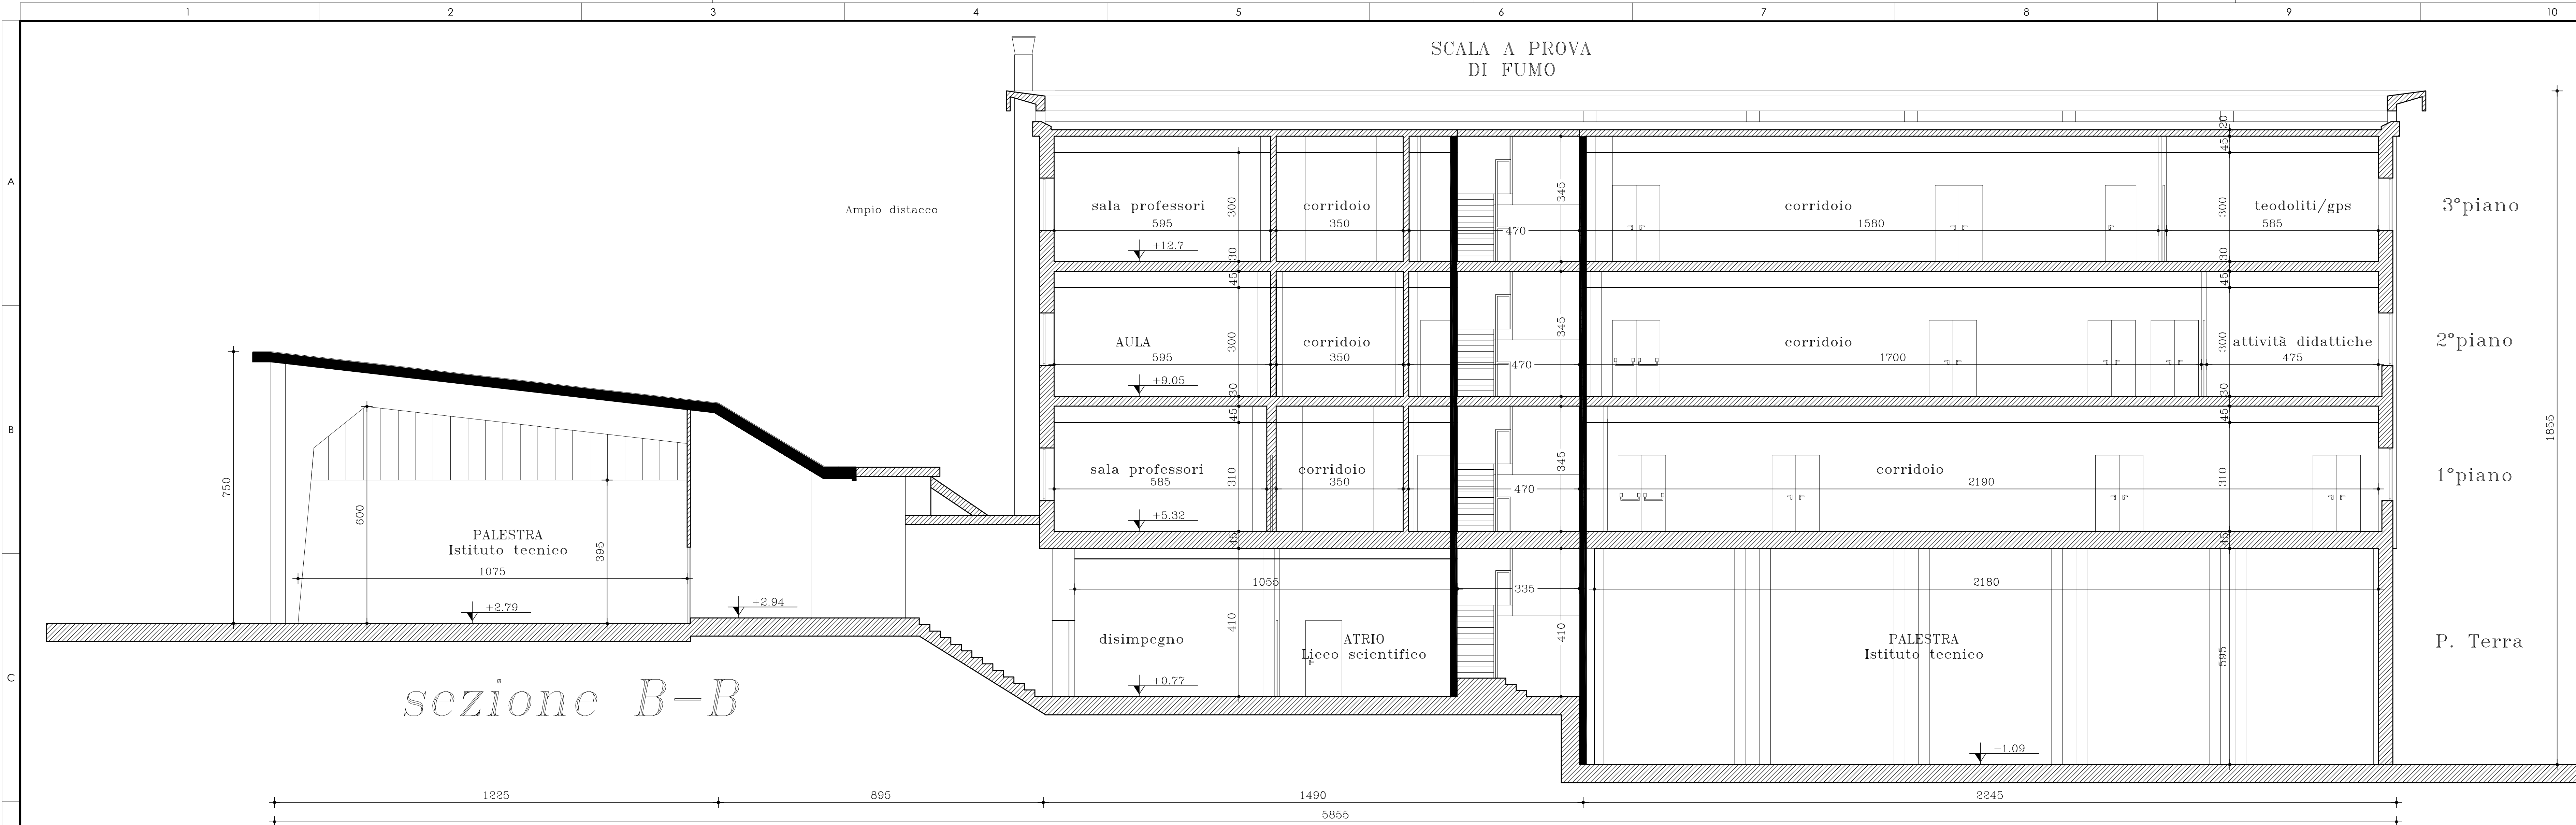 1 2 3 4 5 6 7 8 9 10
SCALA A PROVA
DI FUMO
A
B
C
Ampio distacco
20
45
sala professori
595
+12.7
300
30
corridoio
350
470
345
corridoio
1580
300
30
teodoliti/gps
585
3°piano
45
AULA
595
+9.05
300
30
corridoio
350
470
345
corridoio
1700
45
300
30
attività didattiche
475
2°piano
45
sala professori
585
+5.32
310
45
corridoio
350
470
345
corridoio
2190
45
310
45
1°piano
1855
750
600
395
PALESTRA
Istituto tecnico
1075
+2.79
+2.94
1055
335
2180
410
410
595
disimpegno
+0.77
ATRIO
Liceo scientifico
PALESTRA
Istituto tecnico
-1.09
P. Terra
sezione B-B
1225 895 1490 2245
5855